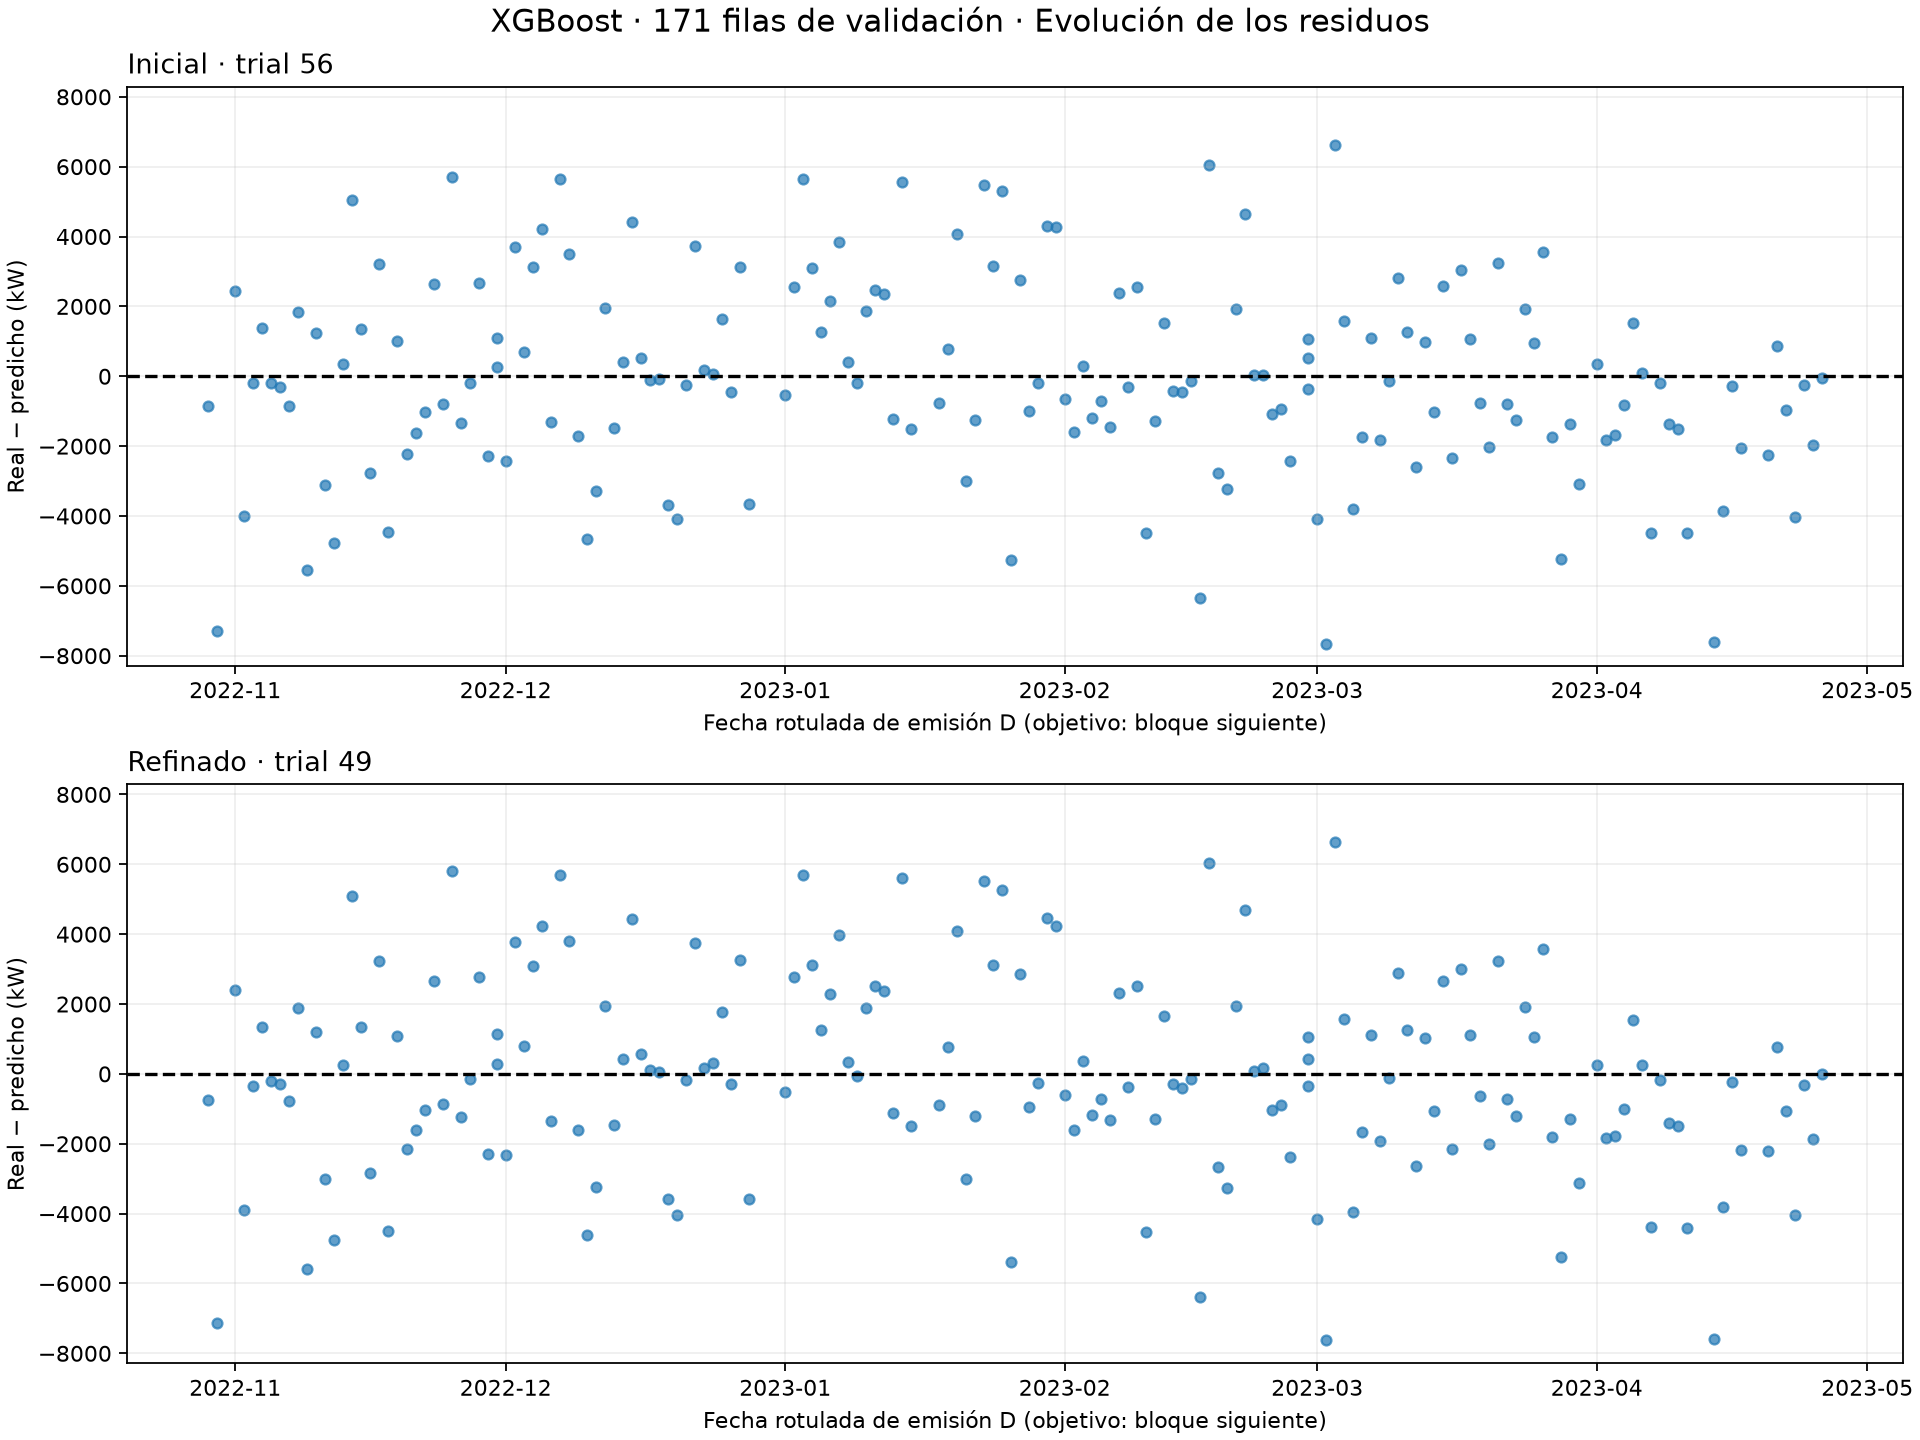 XGBoost · 171 filas de validación · Evolución de los residuos
Inicial · trial 56
8000
6000
4000
2000
0
−2000
−4000
−6000
−8000
Real − predicho (kW)
2022-11 2022-12 2023-01 2023-02 2023-03 2023-04 2023-05
Fecha rotulada de emisión D (objetivo: bloque siguiente)
Refinado · trial 49
8000
6000
4000
2000
0
−2000
−4000
−6000
−8000
Real − predicho (kW)
2022-11 2022-12 2023-01 2023-02 2023-03 2023-04 2023-05
Fecha rotulada de emisión D (objetivo: bloque siguiente)